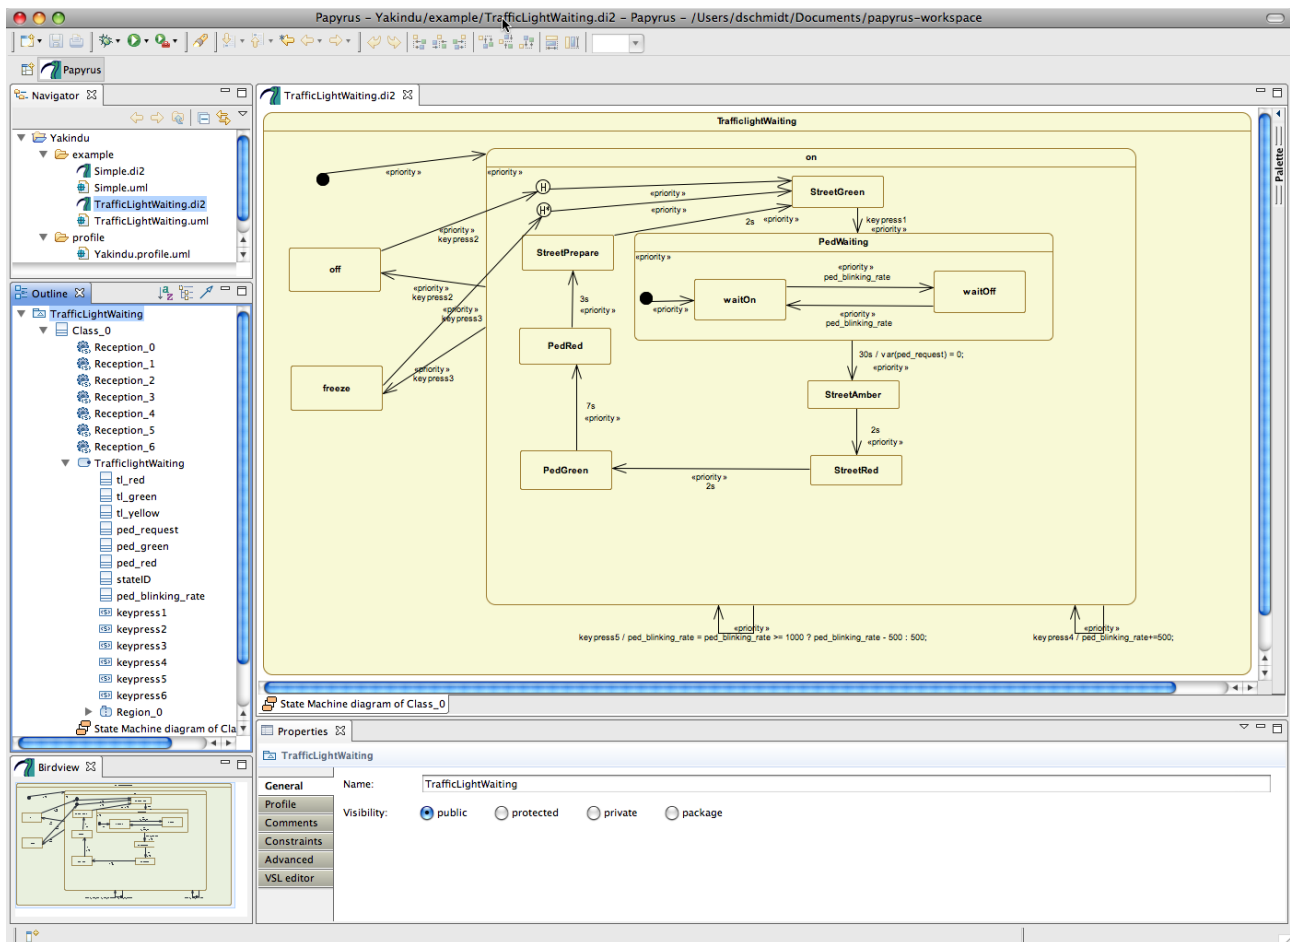 Papyrus - Yakindu/example/TrafficLightWaiting.di2 - Papyrus - /Users/dschmidt/Documents/papyrus-workspace
Papyrus
Navigator
Yakindu
example
Simple.di2
Simple.uml
TrafficLightWaiting.di2
TrafficLightWaiting.uml
profile
Yakindu.profile.uml
Outline
TrafficLightWaiting
Class_0
Reception_0
Reception_1
Reception_2
Reception_3
Reception_4
Reception_5
Reception_6
TrafficlightWaiting
tl_red
tl_green
tl_yellow
ped_request
ped_green
ped_red
stateID
ped_blinking_rate
keypress1
keypress2
keypress3
keypress4
keypress5
keypress6
Region_0
State Machine diagram of Cla
Birdview
TrafficLightWaiting.di2
Palette
TrafficlightWaiting
on
«priority»
«priority»
H
«priority»
StreetGreen
H*
«priority»
2s
«priority»
keypress1
«priority»
«priority»
keypress2
off
StreetPrepare
PedWaiting
«priority»
«priority»
ped_blinking_rate
waitOn
waitOff
«priority»
«priority»
ped_blinking_rate
«priority»
keypress2
«priority»
keypress3
3s
«priority»
PedRed
30s / var(ped_request) = 0;
«priority»
«priority»
keypress3
freeze
StreetAmber
7s
«priority»
2s
«priority»
PedGreen
StreetRed
«priority»
2s
«priority»
keypress5 / ped_blinking_rate = ped_blinking_rate >= 1000 ? ped_blinking_rate - 500 : 500;
«priority»
keypress4 / ped_blinking_rate+=500;
State Machine diagram of Class_0
Properties
TrafficLightWaiting
General
Profile
Comments
Constraints
Advanced
VSL editor
Name:
TrafficLightWaiting
Visibility:
public
protected
private
package